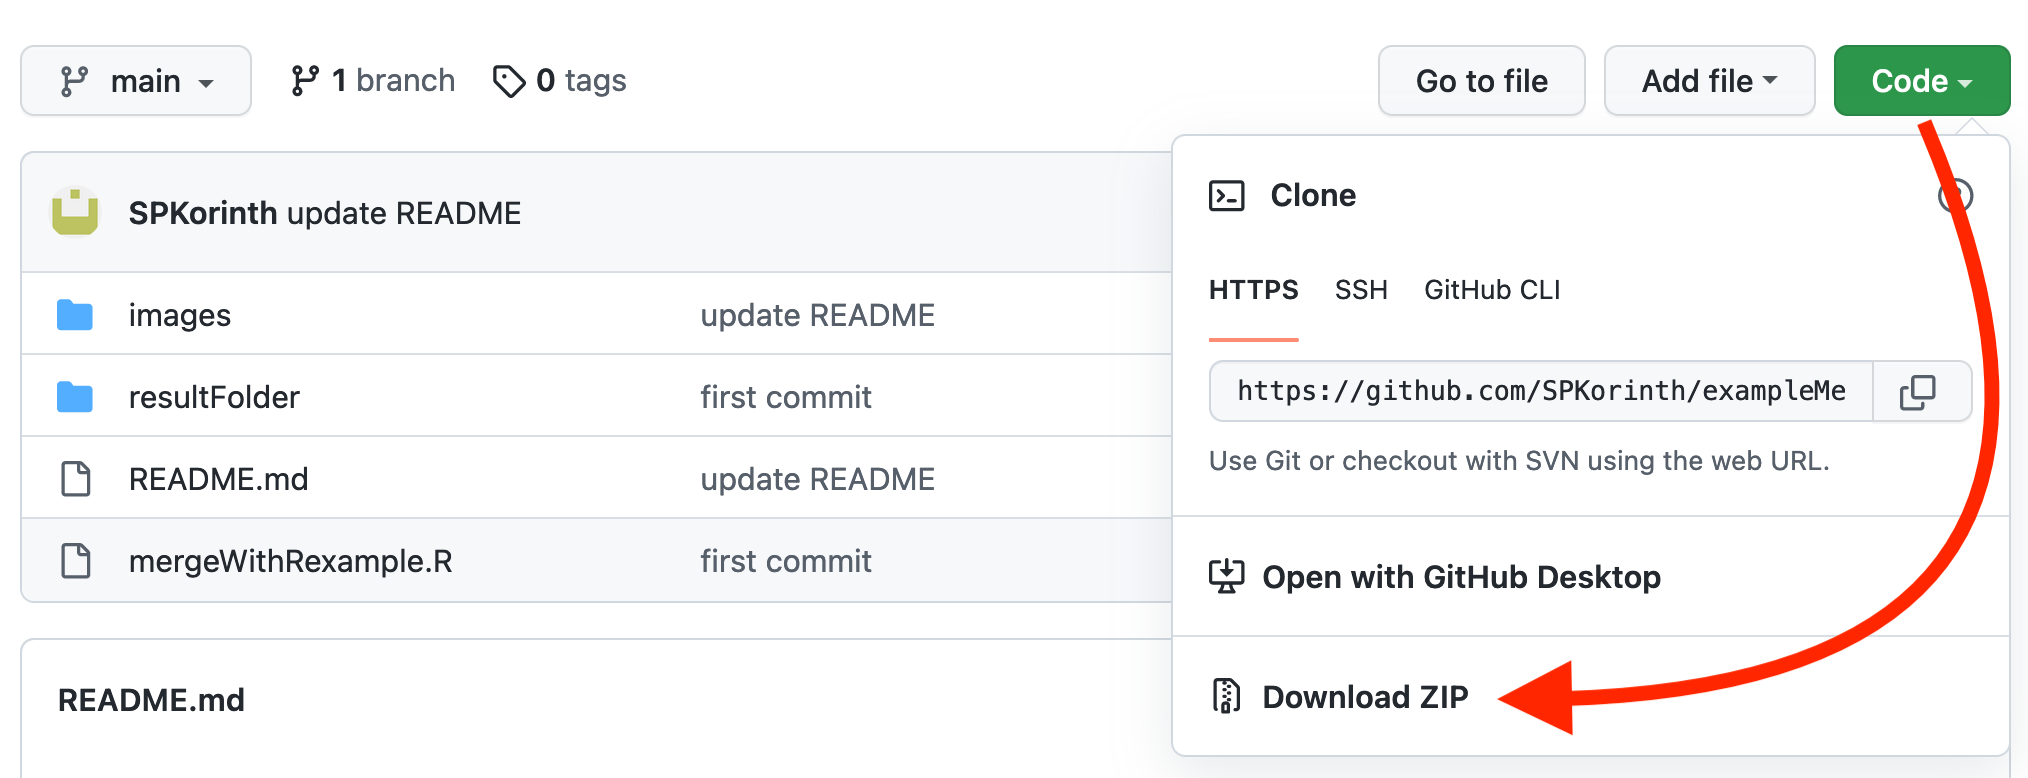 main 1 branch 0 tags Go to file Add file Code
SPKorinth update README
images update README
resultFolder first commit
README.md update README
mergeWithRexample.R first commit
README.md
Clone
HTTPS SSH GitHub CLI
https://github.com/SPKorinth/exampleMe
Use Git or checkout with SVN using the web URL.
Open with GitHub Desktop
Download ZIP